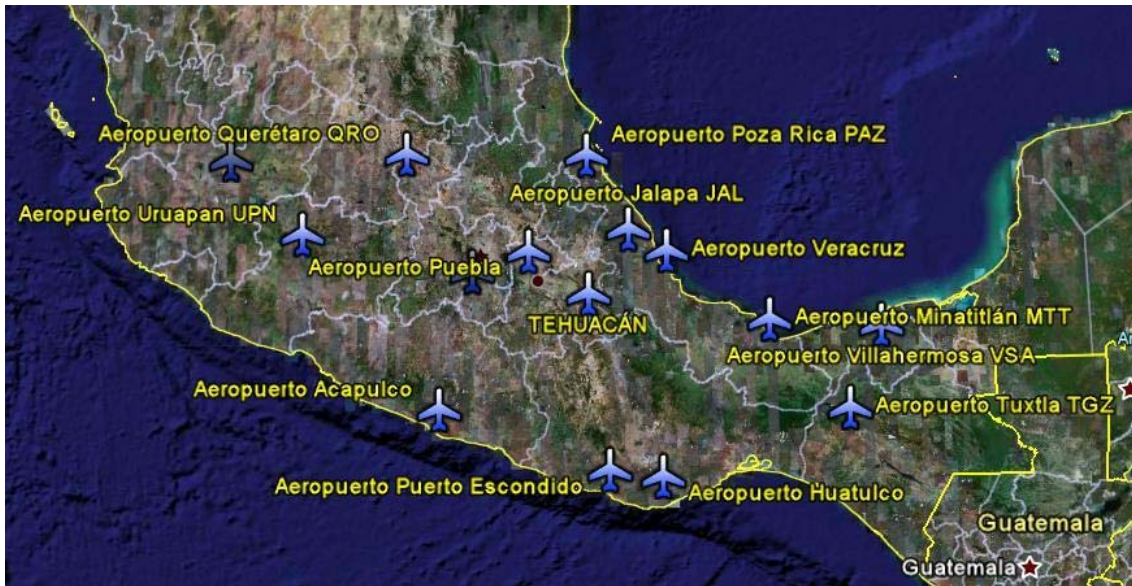 Aeropuerto Querétaro QRO
Aeropuerto Poza Rica PAZ
Aeropuerto Jalapa JAL
Aeropuerto Uruapan UPN
Aeropuerto Veracruz
Aeropuerto Puebla
TEHUACÁN
Aeropuerto Minatitlán MTT
Aeropuerto Villahermosa VSA
Aeropuerto Acapulco
Aeropuerto Tuxtla TGZ
Aeropuerto Puerto Escondido
Aeropuerto Huatulco
Guatemala
Guatemala